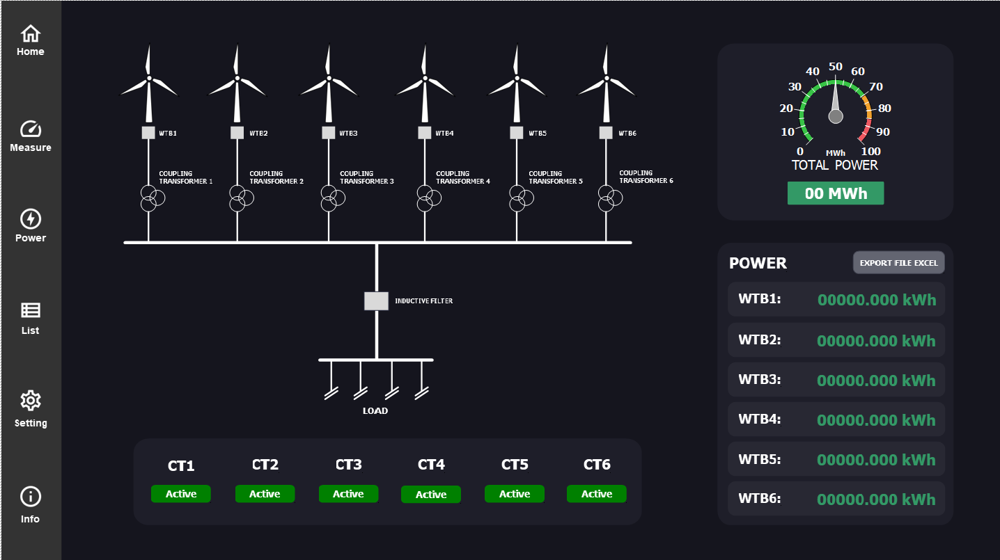 Home
Measure
Power
List
Setting
Info
WTB1
WTB2
WTB3
WTB4
WTB5
WTB6
COUPLING
TRANSFORMER 1
COUPLING
TRANSFORMER 2
COUPLING
TRANSFORMER 3
COUPLING
TRANSFORMER 4
COUPLING
TRANSFORMER 5
COUPLING
TRANSFORMER 6
INDUCTIVE FILTER
LOAD
CT1
CT2
CT3
CT4
CT5
CT6
Active
Active
Active
Active
Active
Active
0
10
20
30
40
50
60
70
80
90
100
MWh
TOTAL POWER
00 MWh
POWER
EXPORT FILE EXCEL
WTB1: 00000.000 kWh
WTB2: 00000.000 kWh
WTB3: 00000.000 kWh
WTB4: 00000.000 kWh
WTB5: 00000.000 kWh
WTB6: 00000.000 kWh